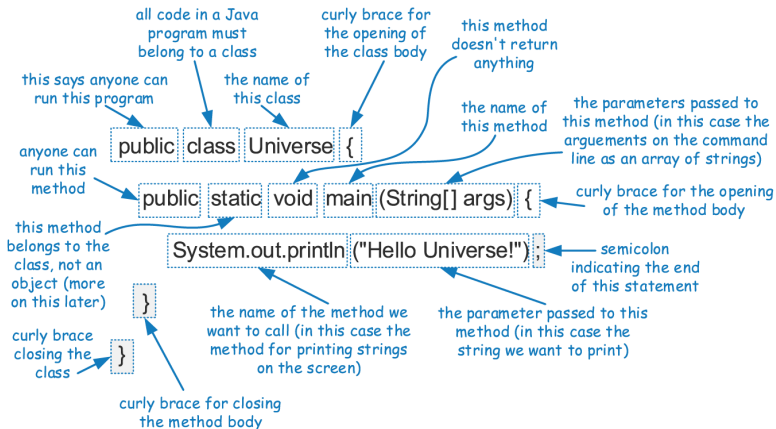 all code in a Java
program must
belong to a class
curly brace for
the opening of
the class body
this method
doesn't return
anything
this says anyone can
run this program
the name of
this class
the name of
this method
the parameters passed to
this method (in this case the
arguements on the command
line as an array of strings)
public class Universe {
anyone can
run this
method
public static void main (String[] args) {
curly brace for the opening
of the method body
this method
belongs to the
class, not an
object (more
on this later)
System.out.println ("Hello Universe!") ;
semicolon
indicating the end
of this statement
}
the name of the method we
want to call (in this case the
method for printing strings
on the screen)
the parameter passed to this
method (in this case the
string we want to print)
curly brace
closing the
class
}
curly brace for closing
the method body